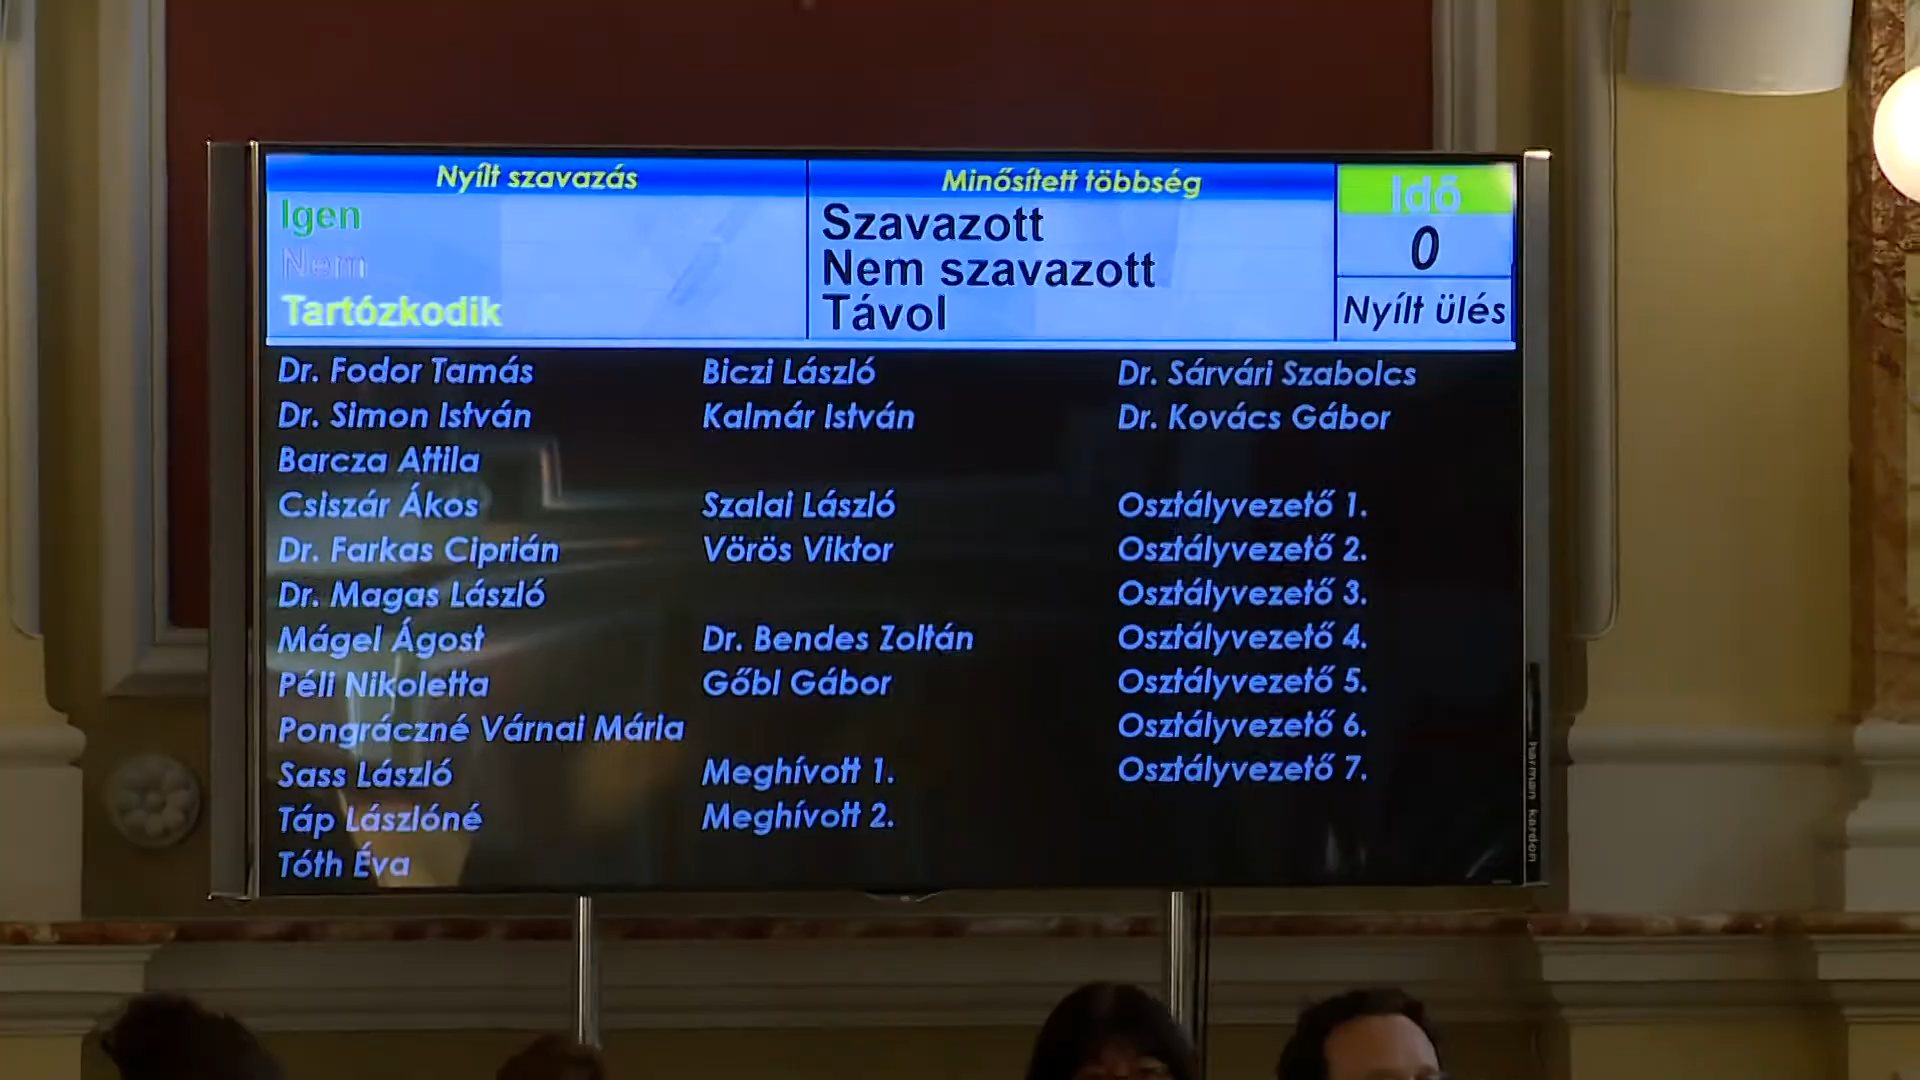 Nyílt szavazás
Igen
Nem
Tartózkodik
Minősített többség
Szavazott
Nem szavazott
Távol
Idő
0
Nyílt ülés
Dr. Fodor Tamás
Dr. Simon István
Barcza Attila
Csiszár Ákos
Dr. Farkas Ciprián
Dr. Magas László
Mágel Ágost
Péli Nikoletta
Pongráczné Várnai Mária
Sass László
Táp Lászlóné
Tóth Éva
Biczi László
Kalmár István
Szalai László
Vörös Viktor
Dr. Bendes Zoltán
Gőbl Gábor
Meghívott 1.
Meghívott 2.
Dr. Sárvári Szabolcs
Dr. Kovács Gábor
Osztályvezető 1.
Osztályvezető 2.
Osztályvezető 3.
Osztályvezető 4.
Osztályvezető 5.
Osztályvezető 6.
Osztályvezető 7.
harman kardon